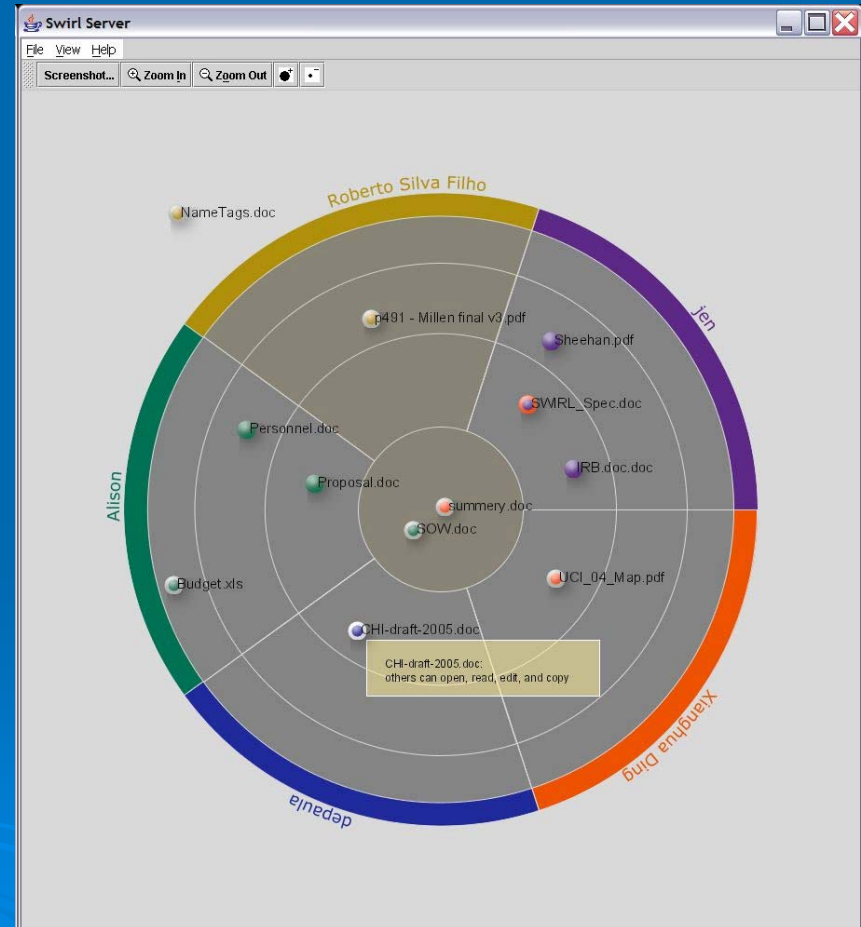 Swirl Server
File View Help
Screenshot... Zoom In Zoom Out
Roberto Silva Filho
NameTags.doc
jen
p491 - Millen final v3.pdf
Sheehan.pdf
SWIRL_Spec.doc
Personnel.doc
IRB.doc.doc
Proposal.doc
Alison
summery.doc
SOW.doc
UCI_04_Map.pdf
Budget.xls
CHI-draft-2005.doc
CHI-draft-2005.doc:
others can open, read, edit, and copy
Xianghua Ding
depaula